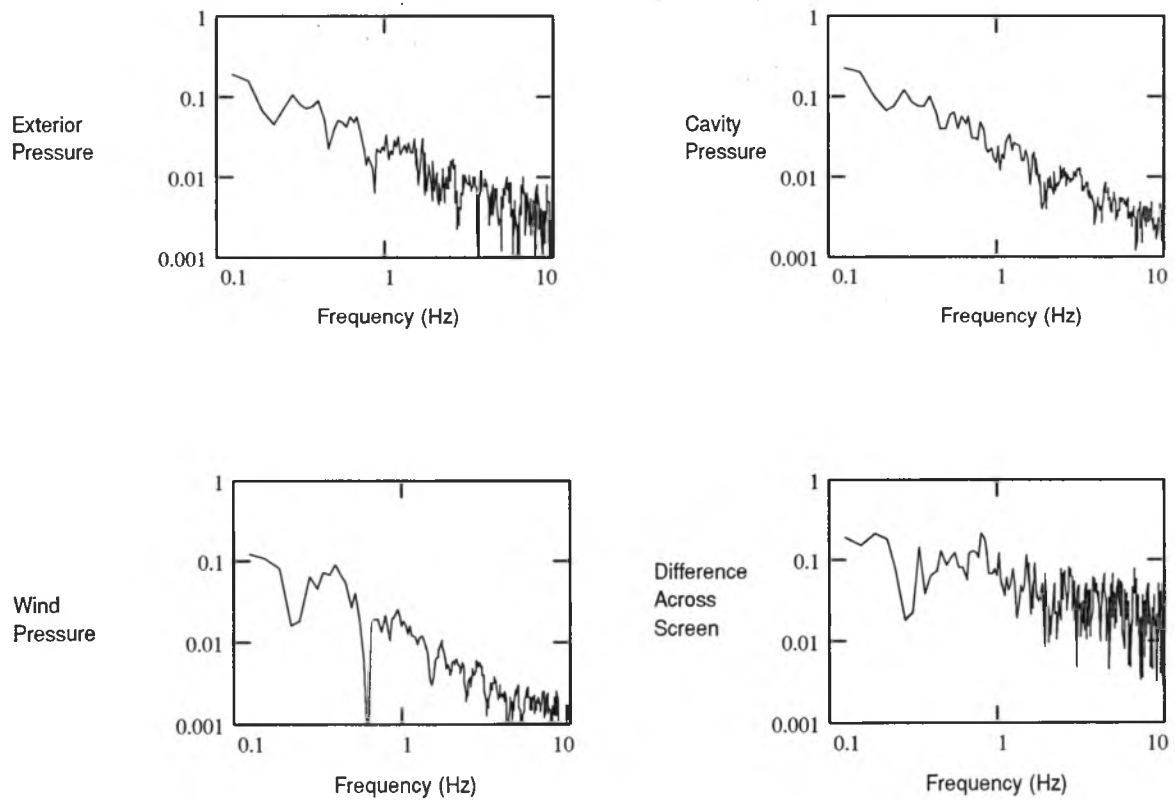 1
0.1
0.01
0.001
Exterior
Pressure
0.1
1
10
Frequency (Hz)
1
0.1
0.01
0.001
Cavity
Pressure
0.1
1
10
Frequency (Hz)
1
0.1
0.01
0.001
Wind
Pressure
0.1
1
10
Frequency (Hz)
1
0.1
0.01
0.001
Difference
Across
Screen
0.1
1
10
Frequency (Hz)